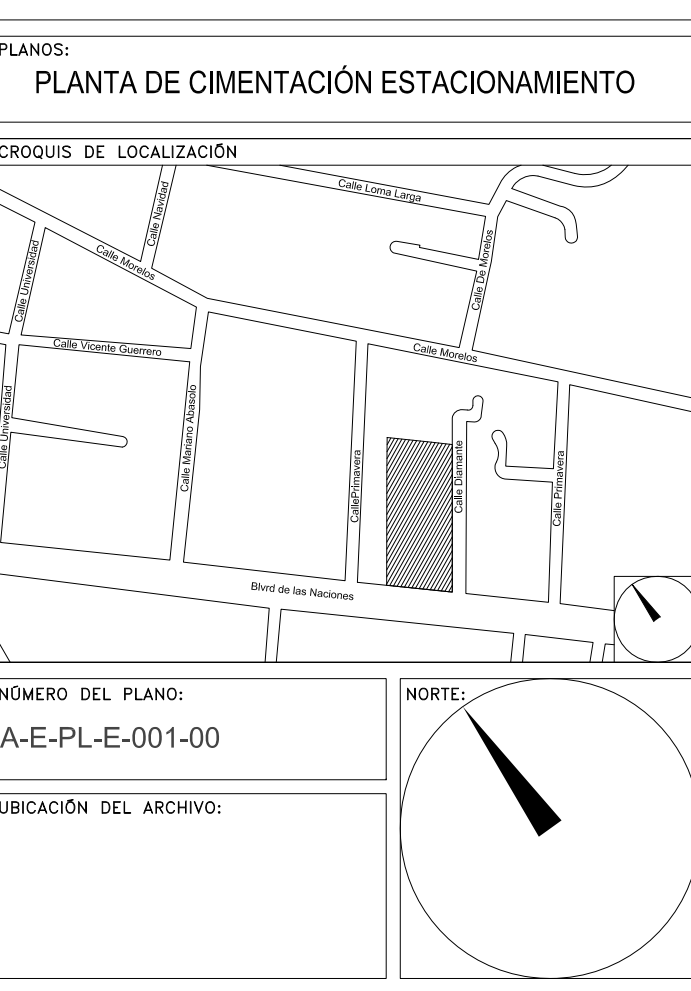 PLANOS:
PLANTA DE CIMENTACIÓN ESTACIONAMIENTO
CROQUIS DE LOCALIZACIÓN
Calle Loma Larga
Calle Navidad
Calle Morelos
Calle Universidad
Calle De Morelos
Calle Vicente Guerrero
Calle Morelos
Calle Universidad
Calle Mariano Abasolo
CallePrimavera
Calle Diamante
Calle Primavera
Blvrd de las Naciones
NÚMERO DEL PLANO:
A-E-PL-E-001-00
NORTE:
UBICACIÓN DEL ARCHIVO: